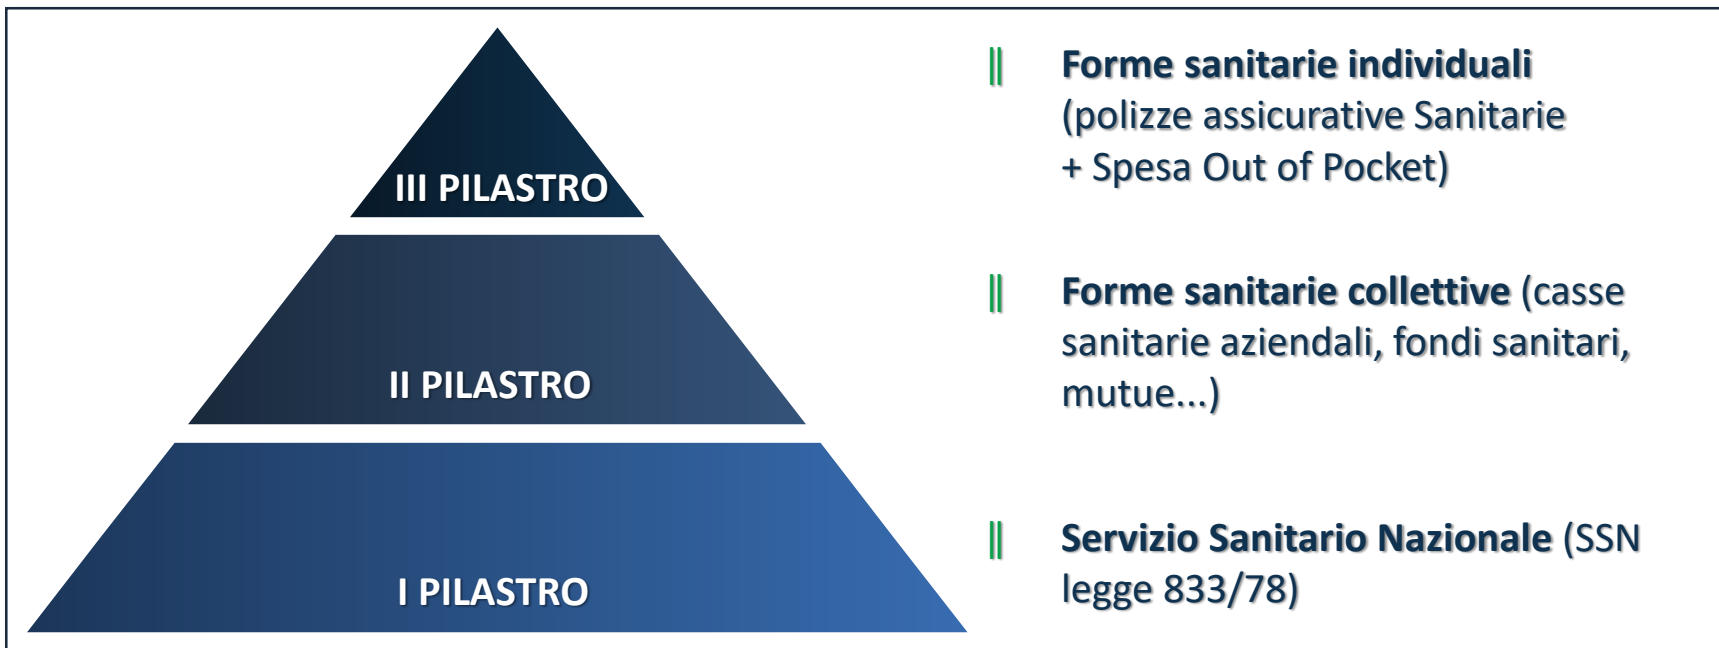 III PILASTRO
Forme sanitarie individuali
(polizze assicurative Sanitarie
+ Spesa Out of Pocket)
II PILASTRO
Forme sanitarie collettive (casse
sanitarie aziendali, fondi sanitari,
mutue...)
I PILASTRO
Servizio Sanitario Nazionale (SSN
legge 833/78)